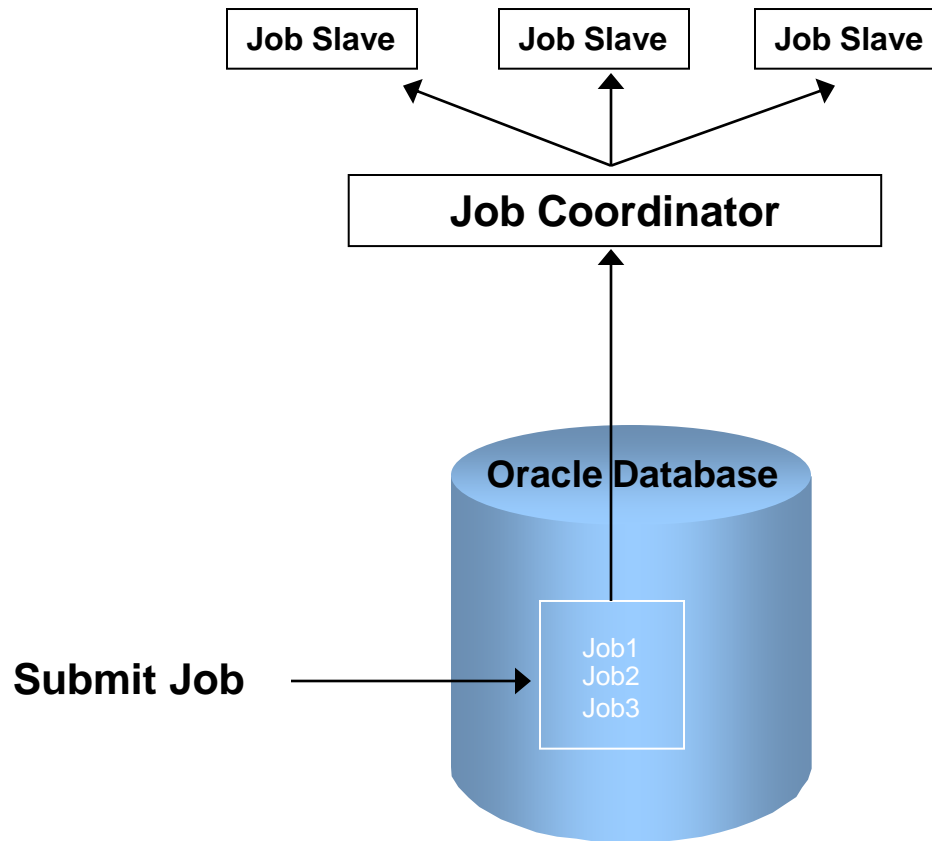 Job Slave
Job Slave
Job Slave
Job Coordinator
Oracle Database
Submit Job
Job1
Job2
Job3